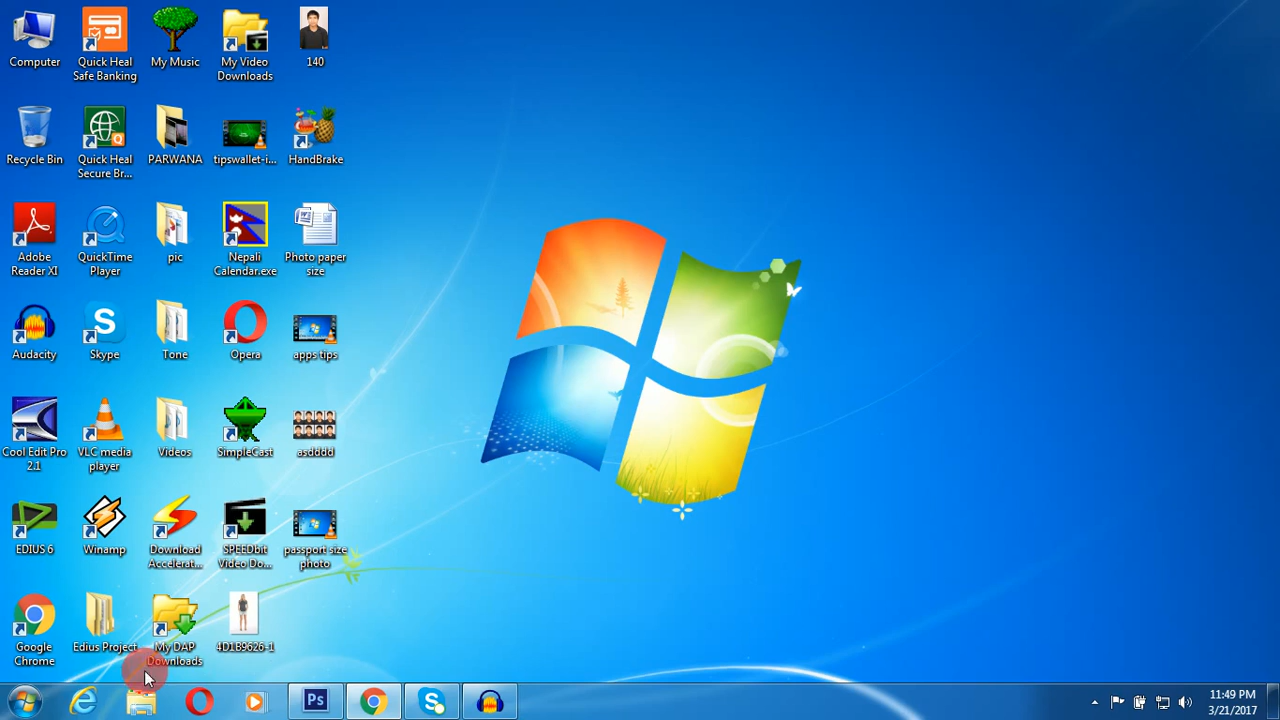 Computer
Quick Heal
Safe Banking
My Music
My Video
Downloads
140
Recycle Bin
Quick Heal
Secure Br...
PARWANA
tipswallet-i...
HandBrake
Adobe
Reader XI
QuickTime
Player
pic
Nepali
Calendar.exe
Photo paper
size
Audacity
Skype
Tone
Opera
apps tips
Cool Edit Pro
2.1
VLC media
player
Videos
SimpleCast
asdddd
EDIUS 6
Winamp
Download
Accelerat...
SPEEDbit
Video Do...
passport size
photo
Google
Chrome
Edius Project
My DAP
Downloads
4D1B9626-1
Ps
11:49 PM
3/21/2017